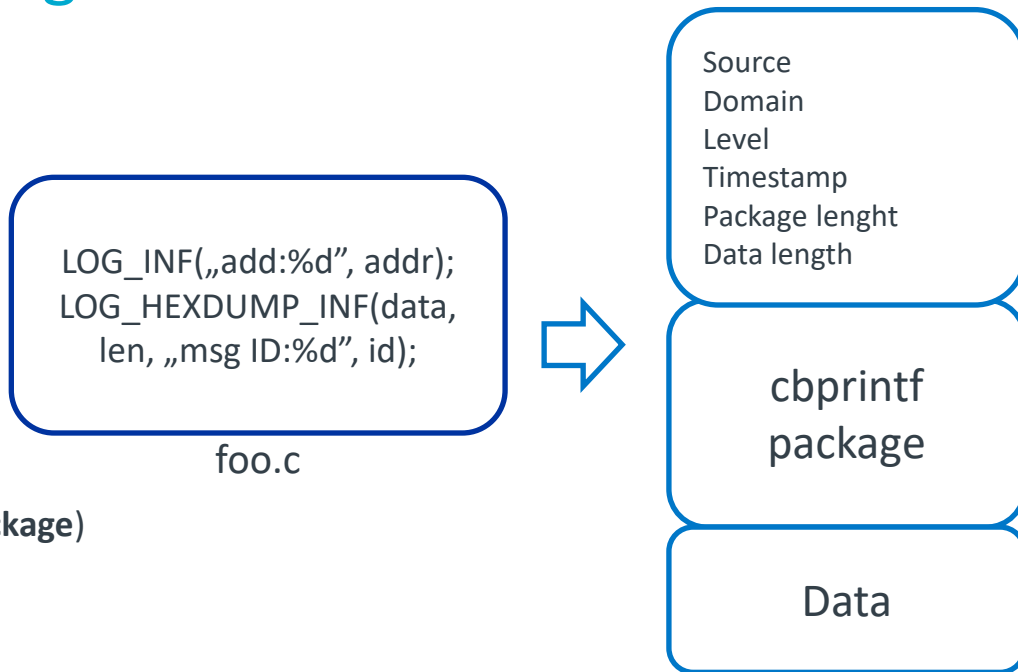 g
LOG_INF(„add:%d”, addr);
LOG_HEXDUMP_INF(data,
len, „msg ID:%d”, id);
foo.c
ckage)
Source
Domain
Level
Timestamp
Package lenght
Data length
cbprintf
package
Data